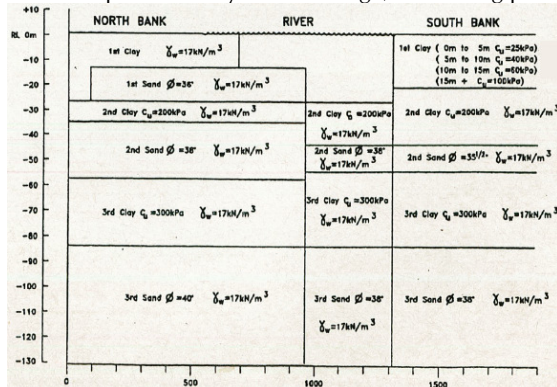 NORTH BANK
RIVER
SOUTH BANK
+10
RL 0m
-10
-20
-30
-40
-50
-60
-70
-80
-90
-100
-110
-120
-130
1st Clay γw=17kN/m³
1st Sand Ø=36° γw=17kN/m³
2nd Clay Cu=200kPa γw=17kN/m³
2nd Sand Ø=38° γw=17kN/m³
3rd Clay Cu=300kPa γw=17kN/m³
3rd Sand Ø=40° γw=17kN/m³
2nd Clay Cu=200kPa
γw=17kN/m³
2nd Sand Ø=38°
γw=17kN/m³
3rd Clay Cu=300kPa
γw=17kN/m³
3rd Sand Ø=38°
γw=17kN/m³
1st Clay ( 0m to 5m Cu=25kPa)
( 5m to 10m Cu=40kPa)
(10m to 15m Cu=60kPa)
(15m + Cu=100kPa)
2nd Clay Cu=200kPa γw=17kN/m³
2nd Sand Ø=35½° γw=17kN/m³
3rd Clay Cu=300kPa γw=17kN/m³
3rd Sand Ø=38° γw=17kN/m³
0
500
1000
1500